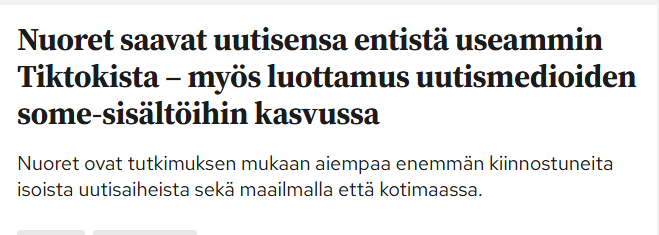 Nuoret saavat uutisensa entistä useammin
Tiktokista – myös luottamus uutismedioiden
some-sisältöihin kasvussa
Nuoret ovat tutkimuksen mukaan aiempaa enemmän kiinnostuneita
isoista uutisaiheista sekä maailmalla että kotimaassa.